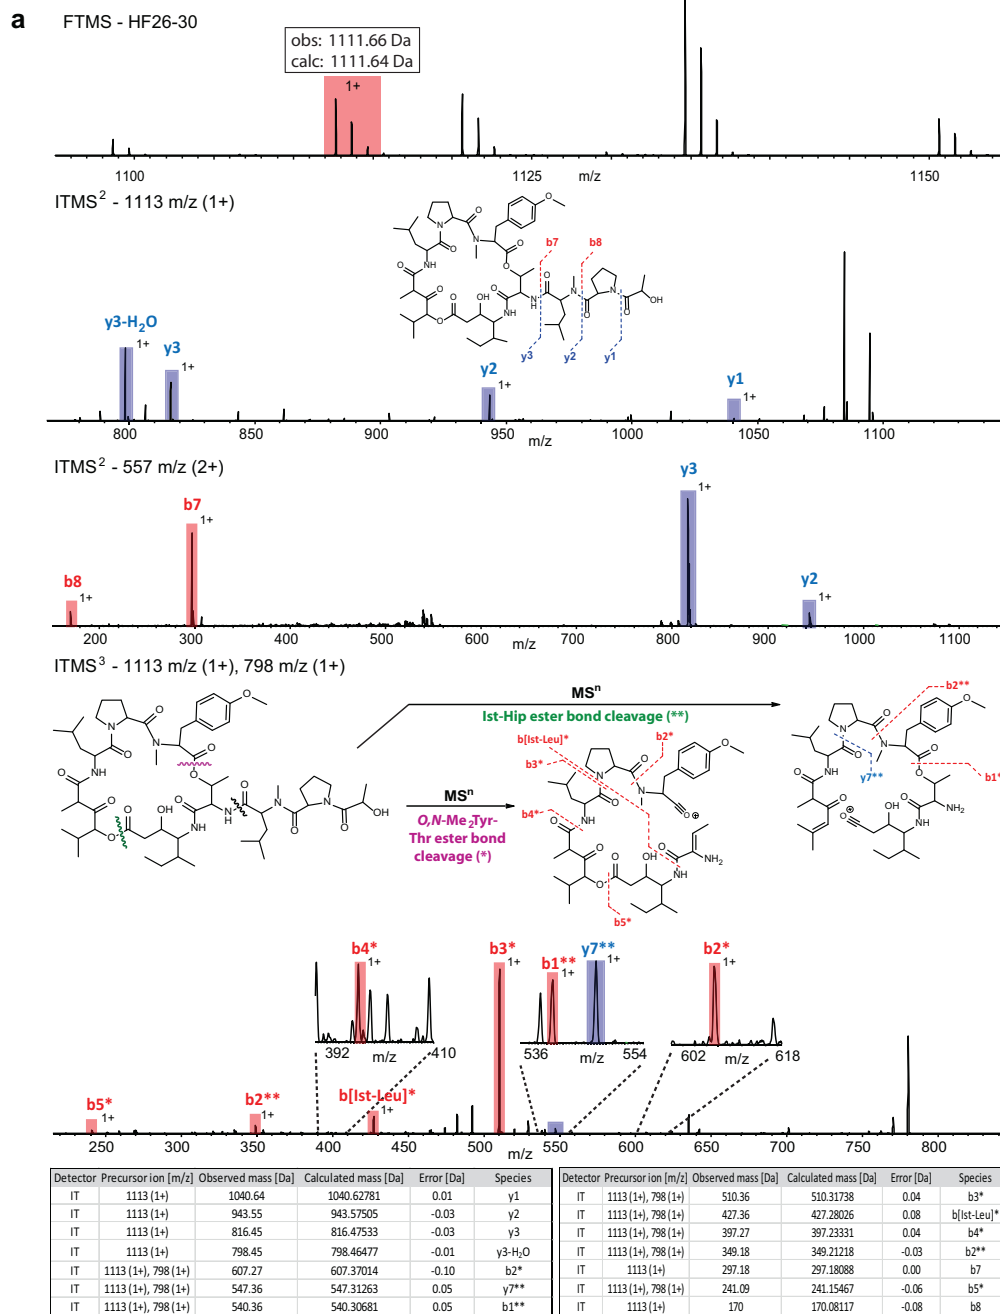 a
FTMS - HF26-30
obs: 1111.66 Da
calc: 1111.64 Da
1+
1100
1125
m/z
1150
ITMS² - 1113 m/z (1+)
O
N
O
N
O
O
NH
O
O
b7
b8
O
N
O
O
O
O
OH
O
NH
N
H
N
O
O
OH
y3
y2
y1
y3-H₂O
1+
y3
1+
y2
1+
y1
1+
800
850
900
950
1000
1050
1100
m/z
ITMS² - 557 m/z (2+)
b8
1+
b7
1+
y3
1+
y2
1+
200
300
400
500
600
700
800
900
1000
1100
m/z
ITMS³ - 1113 m/z (1+), 798 m/z (1+)
MSⁿ
Ist-Hip ester bond cleavage (**)
MSⁿ
O,N-Me₂Tyr-
Thr ester bond
cleavage (*)
b[Ist-Leu]*
b3*
b2*
b4*
b5*
b2**
y7**
b1*
b5*
1+
b2**
1+
b[Ist-Leu]*
1+
b4*
1+
392
m/z
410
b3*
1+
b1**
1+
y7**
1+
536
m/z
554
b2*
1+
602
m/z
618
250
300
350
400
450
500
m/z
550
600
650
700
750
800
Detector Precursor ion [m/z] Observed mass [Da] Calculated mass [Da] Error [Da] Species
IT 1113 (1+) 1040.64 1040.62781 0.01 y1
IT 1113 (1+) 943.55 943.57505 -0.03 y2
IT 1113 (1+) 816.45 816.47533 -0.03 y3
IT 1113 (1+) 798.45 798.46477 -0.01 y3-H₂O
IT 1113 (1+), 798 (1+) 607.27 607.37014 -0.10 b2*
IT 1113 (1+), 798 (1+) 547.36 547.31263 0.05 y7**
IT 1113 (1+), 798 (1+) 540.36 540.30681 0.05 b1**
Detector Precursor ion [m/z] Observed mass [Da] Calculated mass [Da] Error [Da] Species
IT 1113 (1+), 798 (1+) 510.36 510.31738 0.04 b3*
IT 1113 (1+), 798 (1+) 427.36 427.28026 0.08 b[Ist-Leu]*
IT 1113 (1+), 798 (1+) 397.27 397.23331 0.04 b4*
IT 1113 (1+), 798 (1+) 349.18 349.21218 -0.03 b2**
IT 1113 (1+) 297.18 297.18088 0.00 b7
IT 1113 (1+), 798 (1+) 241.09 241.15467 -0.06 b5*
IT 1113 (1+) 170 170.08117 -0.08 b8